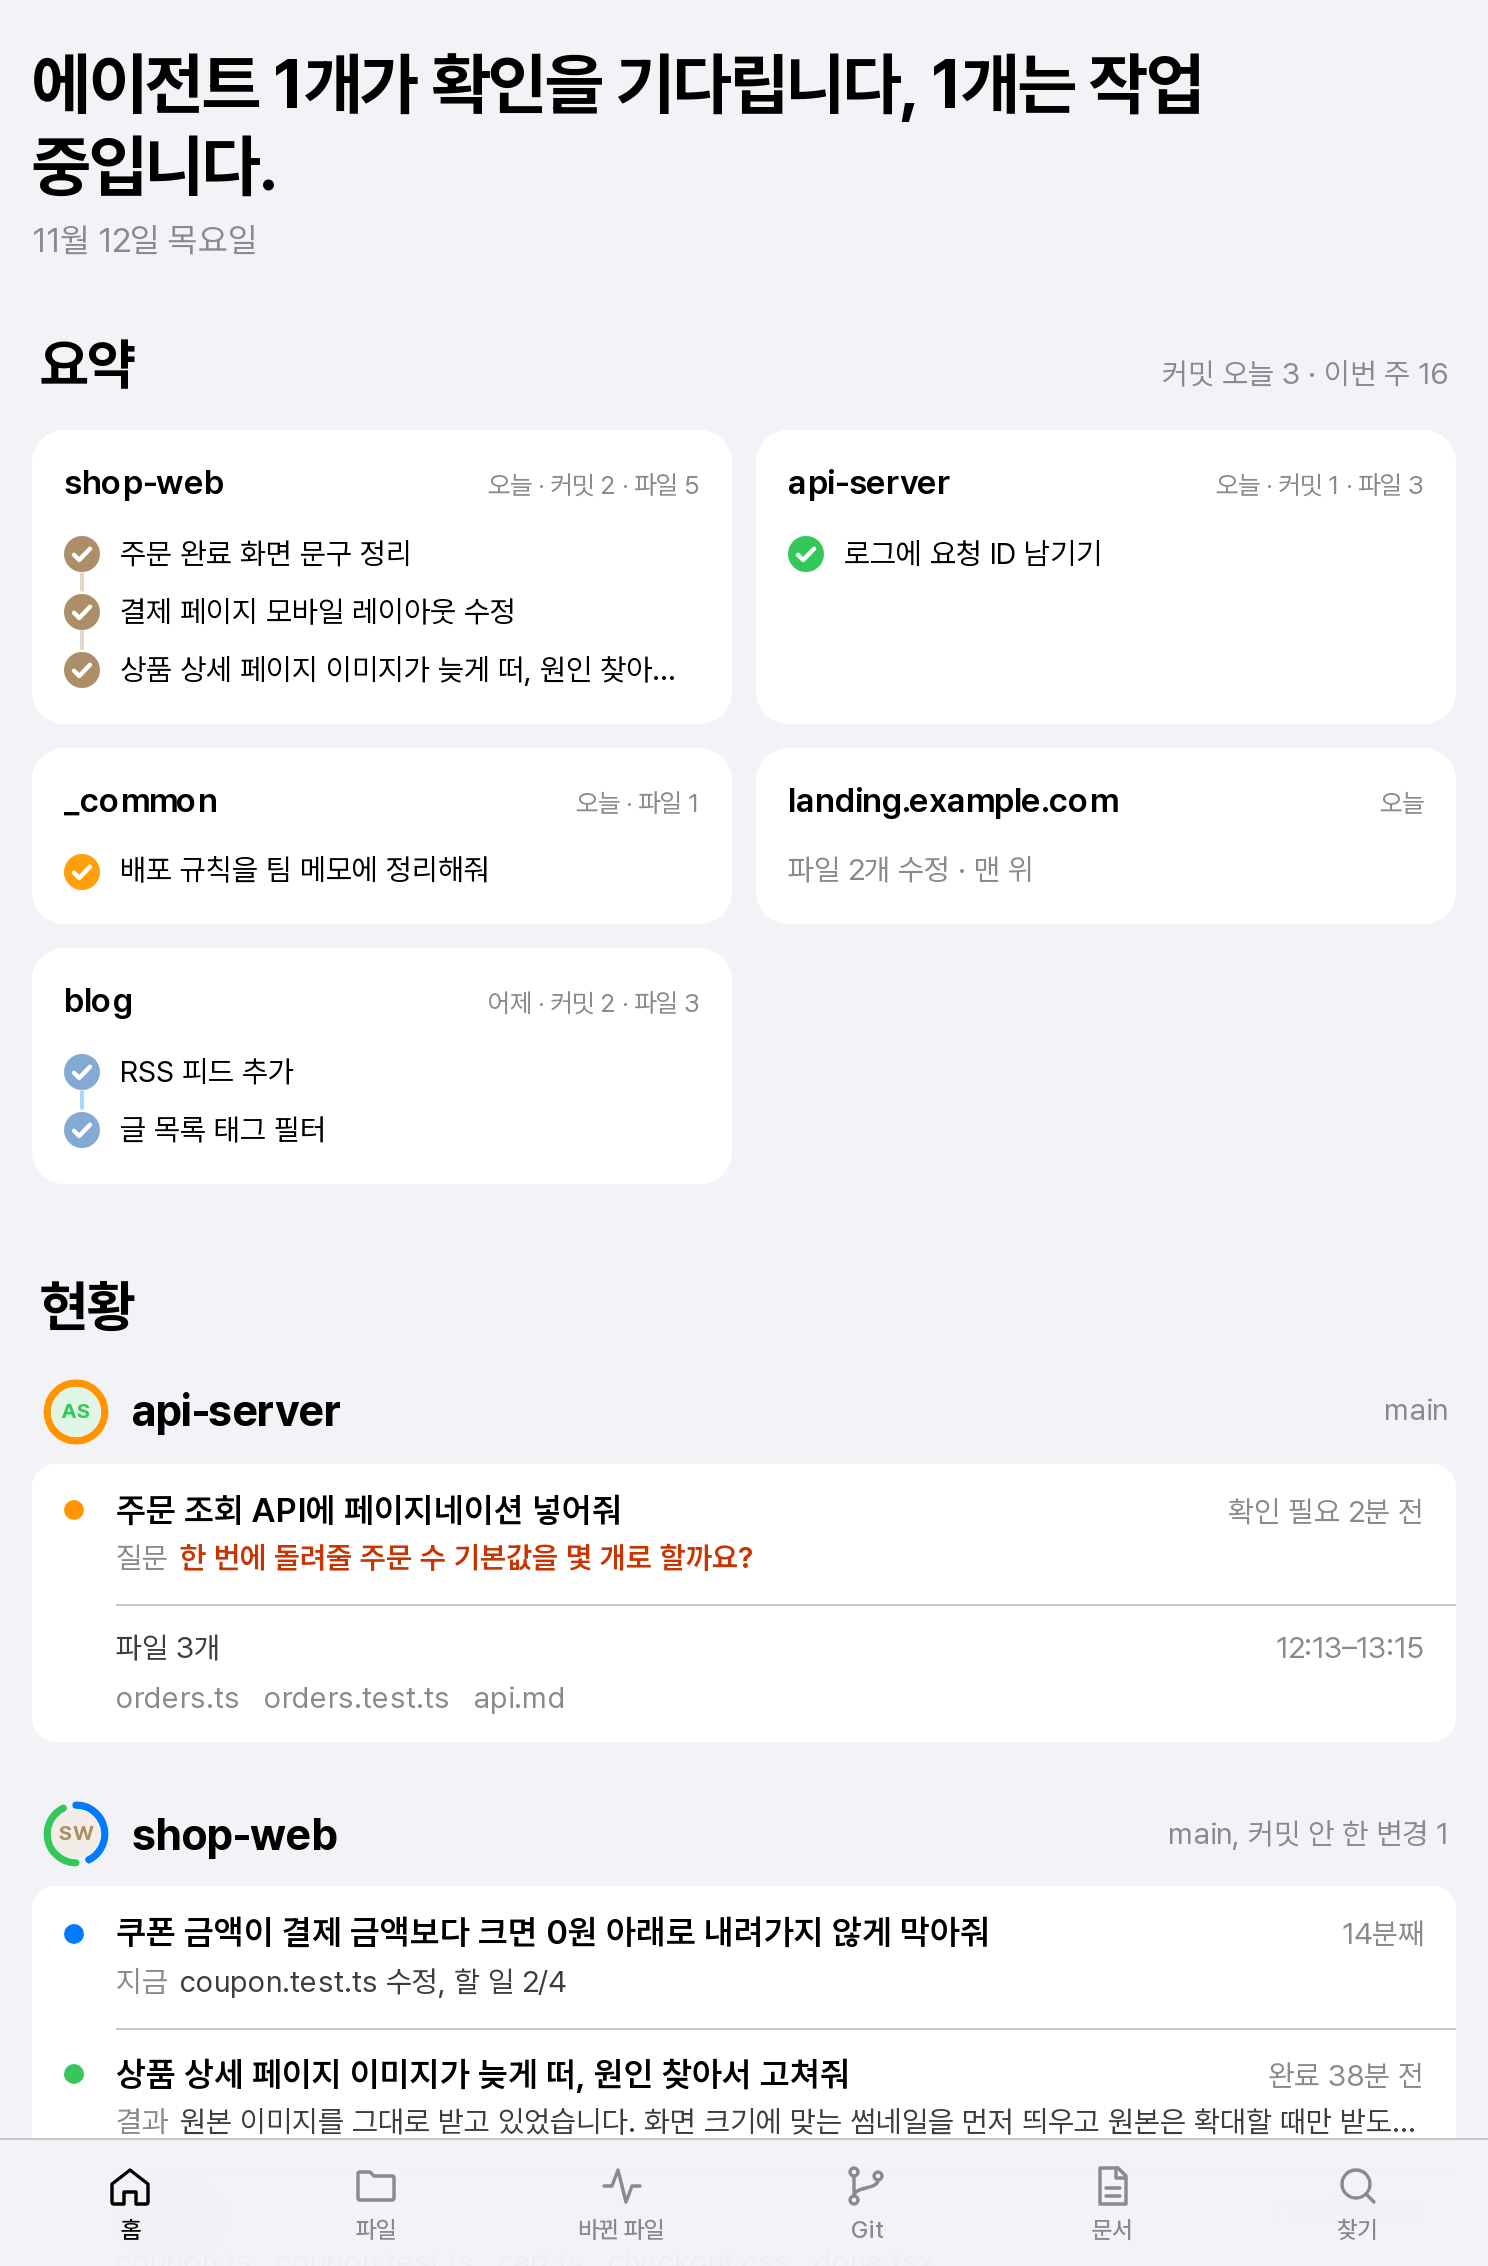 에이전트 1개가 확인을 기다립니다, 1개는 작업
중입니다.
11월 12일 목요일
요약
커밋 오늘 3 · 이번 주 16
shop-web
오늘 · 커밋 2 · 파일 5
주문 완료 화면 문구 정리
결제 페이지 모바일 레이아웃 수정
상품 상세 페이지 이미지가 늦게 떠, 원인 찾아...
api-server
오늘 · 커밋 1 · 파일 3
로그에 요청 ID 남기기
_common
오늘 · 파일 1
배포 규칙을 팀 메모에 정리해줘
landing.example.com
오늘
파일 2개 수정 · 맨 위
blog
어제 · 커밋 2 · 파일 3
RSS 피드 추가
글 목록 태그 필터
현황
AS
api-server
main
주문 조회 API에 페이지네이션 넣어줘
확인 필요 2분 전
질문 한 번에 돌려줄 주문 수 기본값을 몇 개로 할까요?
파일 3개
12:13–13:15
orders.ts orders.test.ts api.md
SW
shop-web
main, 커밋 안 한 변경 1
쿠폰 금액이 결제 금액보다 크면 0원 아래로 내려가지 않게 막아줘
14분째
지금 coupon.test.ts 수정, 할 일 2/4
상품 상세 페이지 이미지가 늦게 떠, 원인 찾아서 고쳐줘
완료 38분 전
결과 원본 이미지를 그대로 받고 있었습니다. 화면 크기에 맞는 썸네일을 먼저 띄우고 원본은 확대할 때만 받도...
홈
파일
바뀐 파일
Git
문서
찾기
coupon.ts coupon.test.ts cart.ts checkout.css done.tsx